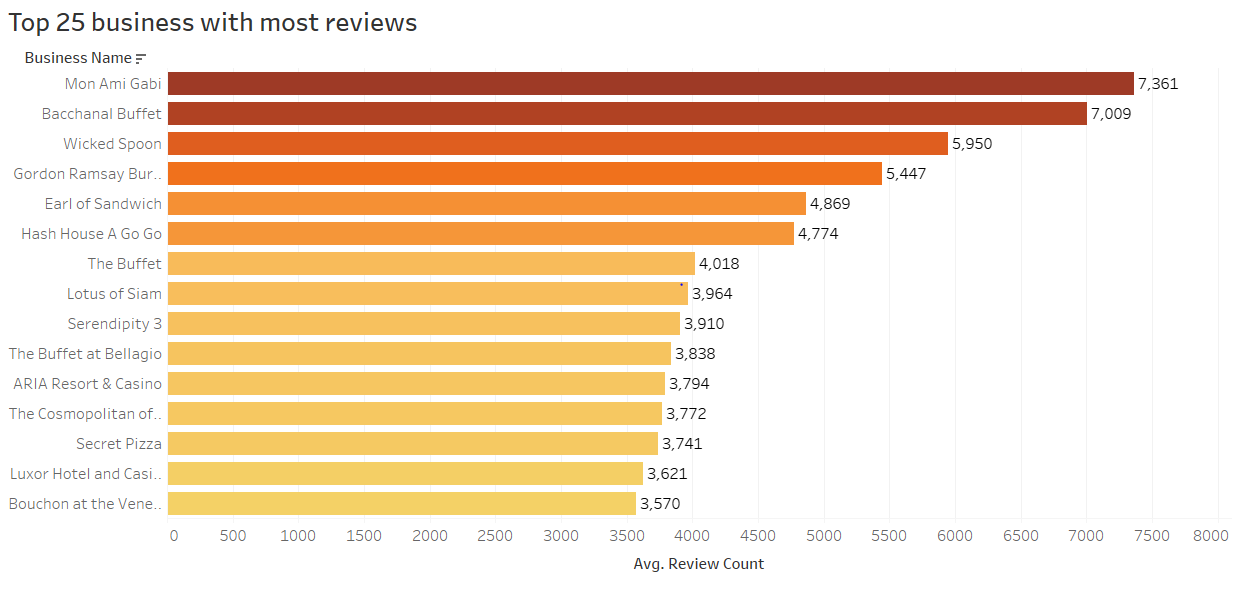 Top 25 business with most reviews
Business Name
Mon Ami Gabi 7,361
Bacchanal Buffet 7,009
Wicked Spoon 5,950
Gordon Ramsay Bur.. 5,447
Earl of Sandwich 4,869
Hash House A Go Go 4,774
The Buffet 4,018
Lotus of Siam 3,964
Serendipity 3 3,910
The Buffet at Bellagio 3,838
ARIA Resort & Casino 3,794
The Cosmopolitan of.. 3,772
Secret Pizza 3,741
Luxor Hotel and Casi.. 3,621
Bouchon at the Vene.. 3,570
0 500 1000 1500 2000 2500 3000 3500 4000 4500 5000 5500 6000 6500 7000 7500 8000
Avg. Review Count